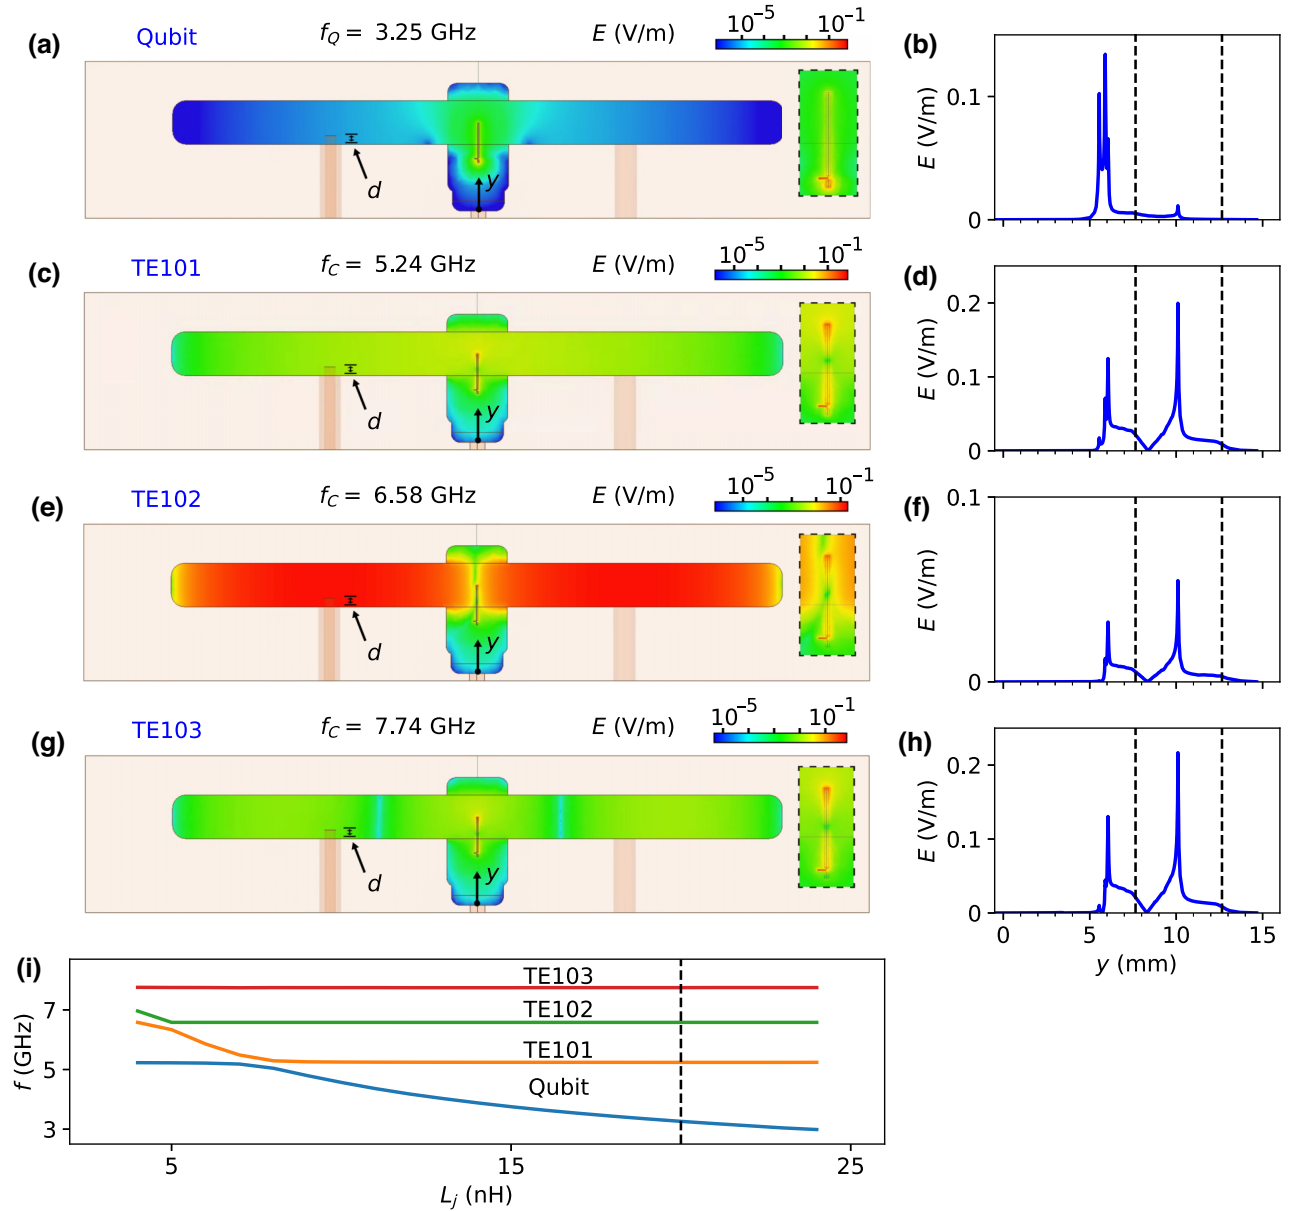 (a) Qubit f_Q = 3.25 GHz E (V/m) 10⁻⁵ 10⁻¹
d
y
(b)
E (V/m)
0.1
0
(c) TE101 f_C = 5.24 GHz E (V/m) 10⁻⁵ 10⁻¹
d
y
(d)
E (V/m)
0.2
0.1
0
(e) TE102 f_C = 6.58 GHz E (V/m) 10⁻⁵ 10⁻¹
d
y
(f)
E (V/m)
0.1
0
(g) TE103 f_C = 7.74 GHz E (V/m) 10⁻⁵ 10⁻¹
d
y
(h)
E (V/m)
0.2
0.1
0
0 5 10 15
y (mm)
(i)
f (GHz)
7
5
3
TE103
TE102
TE101
Qubit
5 15 25
L_j (nH)